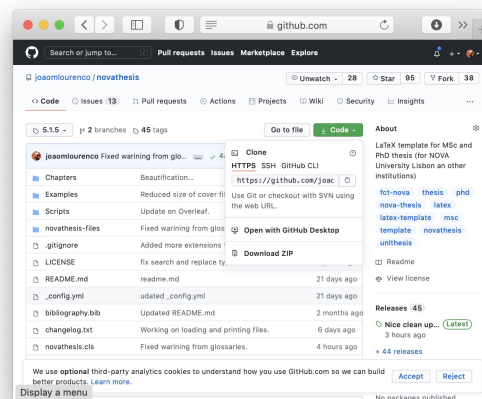 github.com
Search or jump to...
Pull requests Issues Marketplace Explore
joaomlourenco / novathesis
Unwatch 28 Star 95 Fork 38
Code Issues 13 Pull requests Actions Projects Wiki Security Insights
5.1.5 2 branches 45 tags Go to file Code
joaomlourenco Fixed warining from glo...
Chapters Beautification...
Examples Reduced size of cover fil
Scripts Update on Overleaf.
novathesis-files Fixed warining from glos
.gitignore Added more extensions
LICENSE fix search and replace ty
README.md readme.md 21 days ago
_config.yml udated _config.yml 21 days ago
bibliography.bib Updated README.md 2 months ago
changelog.txt Working on loading and printing files. 6 days ago
novathesis.cls Fixed warining from glossaries. 4 hours ago
Clone
HTTPS SSH GitHub CLI
https://github.com/joac
Use Git or checkout with SVN using
the web URL.
Open with GitHub Desktop
Download ZIP
About
LaTeX template for MSc and
PhD thesis (for NOVA
University Lisbon an other
institutions)
fct-nova thesis phd
nova-thesis latex
latex-template msc
template novathesis
unlthesis
Readme
View license
Releases 45
Nice clean up... Latest
3 hours ago
+ 44 releases
We use optional third-party analytics cookies to understand how you use GitHub.com so we can build
better products. Learn more.
Accept Reject
Display a menu
No packages published